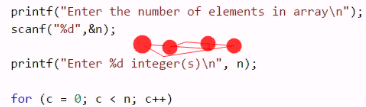 printf("Enter the number of elements in array\n");
scanf("%d",&n);
printf("Enter %d integer(s)\n", n);
for (c = 0; c < n; c++)